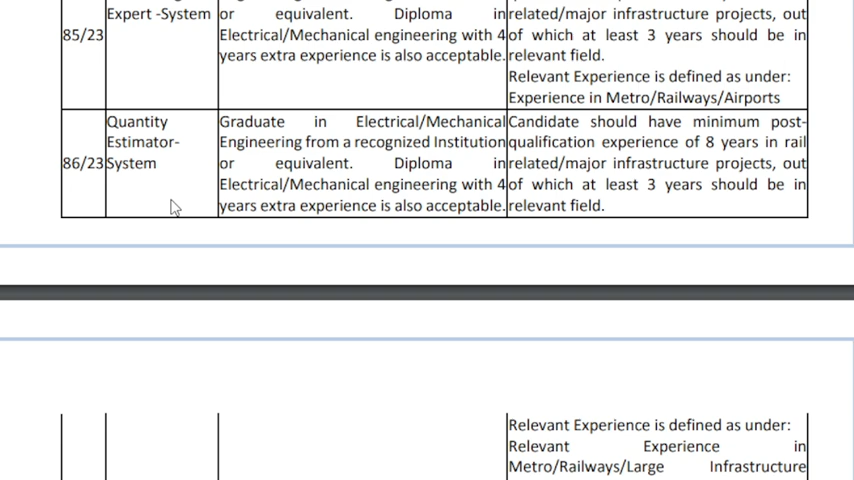 Expert -System
85/23
or equivalent. Diploma in
Electrical/Mechanical engineering with 4
years extra experience is also acceptable.
related/major infrastructure projects, out
of which at least 3 years should be in
relevant field.
Relevant Experience is defined as under:
Experience in Metro/Railways/Airports
86/23
Quantity
Estimator-
System
Graduate in Electrical/Mechanical
Engineering from a recognized Institution
or equivalent. Diploma in
Electrical/Mechanical engineering with 4
years extra experience is also acceptable.
Candidate should have minimum post-
qualification experience of 8 years in rail
related/major infrastructure projects, out
of which at least 3 years should be in
relevant field.
Relevant Experience is defined as under:
Relevant Experience in
Metro/Railways/Large Infrastructure